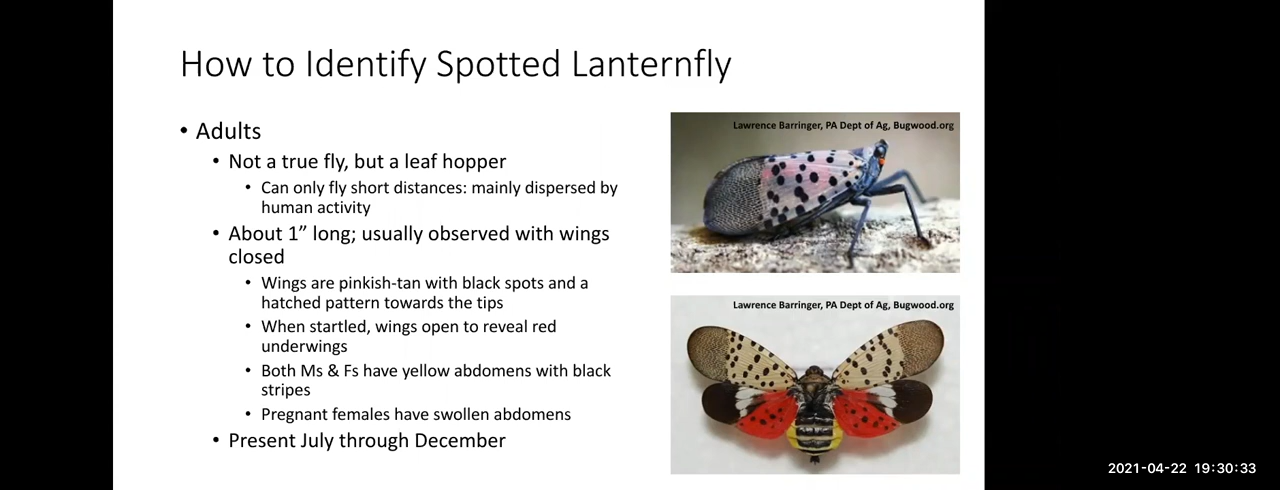 How to Identify Spotted Lanternfly
• Adults
• Not a true fly, but a leaf hopper
• Can only fly short distances: mainly dispersed by
human activity
• About 1” long; usually observed with wings
closed
• Wings are pinkish-tan with black spots and a
hatched pattern towards the tips
• When startled, wings open to reveal red
underwings
• Both Ms & Fs have yellow abdomens with black
stripes
• Pregnant females have swollen abdomens
• Present July through December
Lawrence Barringer, PA Dept of Ag, Bugwood.org
Lawrence Barringer, PA Dept of Ag, Bugwood.org
2021-04-22 19:30:33